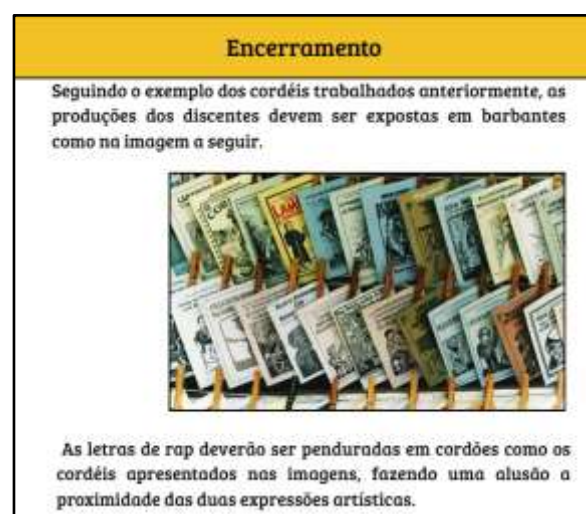 Encerramento
Seguindo o exemplo dos cordéis trabalhados anteriormente, as
produções dos discentes devem ser expostas em barbantes
como na imagem a seguir.
LAM
As letras de rap deverão ser penduradas em cordões como os
cordéis apresentados nas imagens, fazendo uma alusão a
proximidade das duas expressões artísticas.